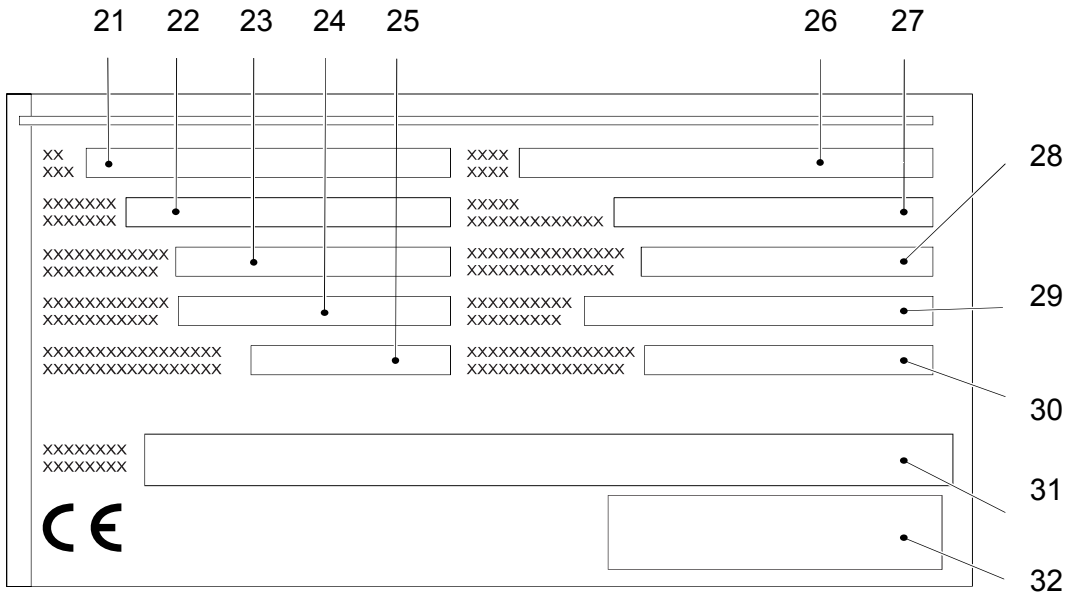 21 22 23 24 25 26 27
XX
XXX
XXXX
XXXX
XXXXXXX
XXXXXXX
XXXXX
XXXXXXXXXXXXX
28
XXXXXXXXXXXX
XXXXXXXXXXX
XXXXXXXXXXXXXXX
XXXXXXXXXXXXXX
29
XXXXXXXXXXXX
XXXXXXXXXXX
XXXXXXXXXX
XXXXXXXXX
30
XXXXXXXXXXXXXXXXX
XXXXXXXXXXXXXXXXX
XXXXXXXXXXXXXXXX
XXXXXXXXXXXXXXX
XXXXXXXX
XXXXXXXX
31
CE
32